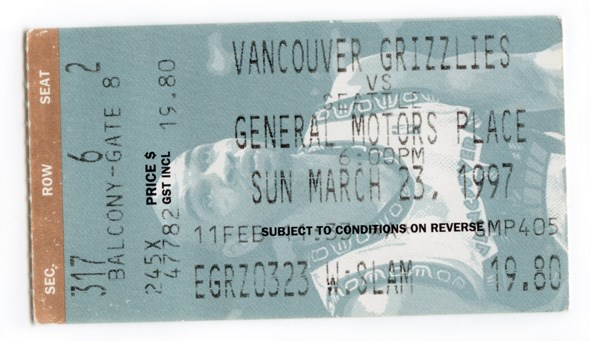 SEC. ROW SEAT
317 6 2
BALCONY-GATE 8
PRICE $ 19.80
GST INCL
245X
47782
VANCOUVER GRIZZLIES
VS
SEATTLE
GENERAL MOTORS PLACE
6:00PM
SUN MARCH 23, 1997
SUBJECT TO CONDITIONS ON REVERSE
11FEB GMP405
EGRZ0323 W:SLAM 19.80